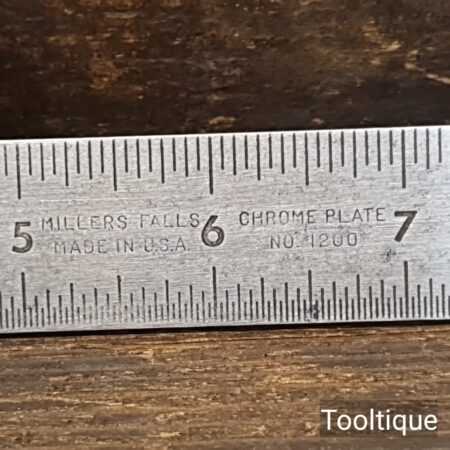 5 MILLERS FALLS 6 CHROME PLATE 7
MADE IN U.S.A. NO. 1200
Tooltique